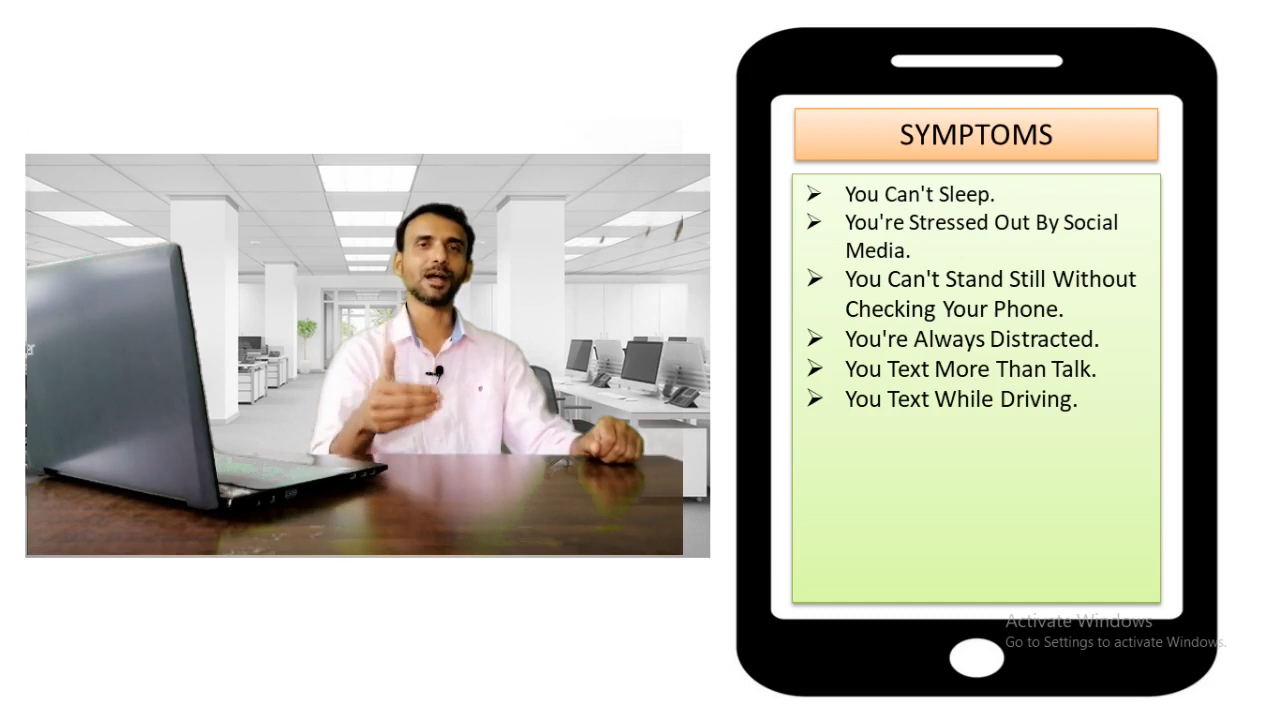 SYMPTOMS
➢ You Can't Sleep.
➢ You're Stressed Out By Social
Media.
➢ You Can't Stand Still Without
Checking Your Phone.
➢ You're Always Distracted.
➢ You Text More Than Talk.
➢ You Text While Driving.
Activate Windows
Go to Settings to activate Windows.